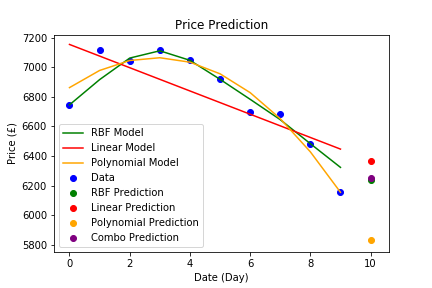 Price Prediction
7200
7000
6800
6600
6400
6200
6000
5800
Price (£)
RBF Model
Linear Model
Polynomial Model
Data
RBF Prediction
Linear Prediction
Polynomial Prediction
Combo Prediction
0 2 4 6 8 10
Date (Day)